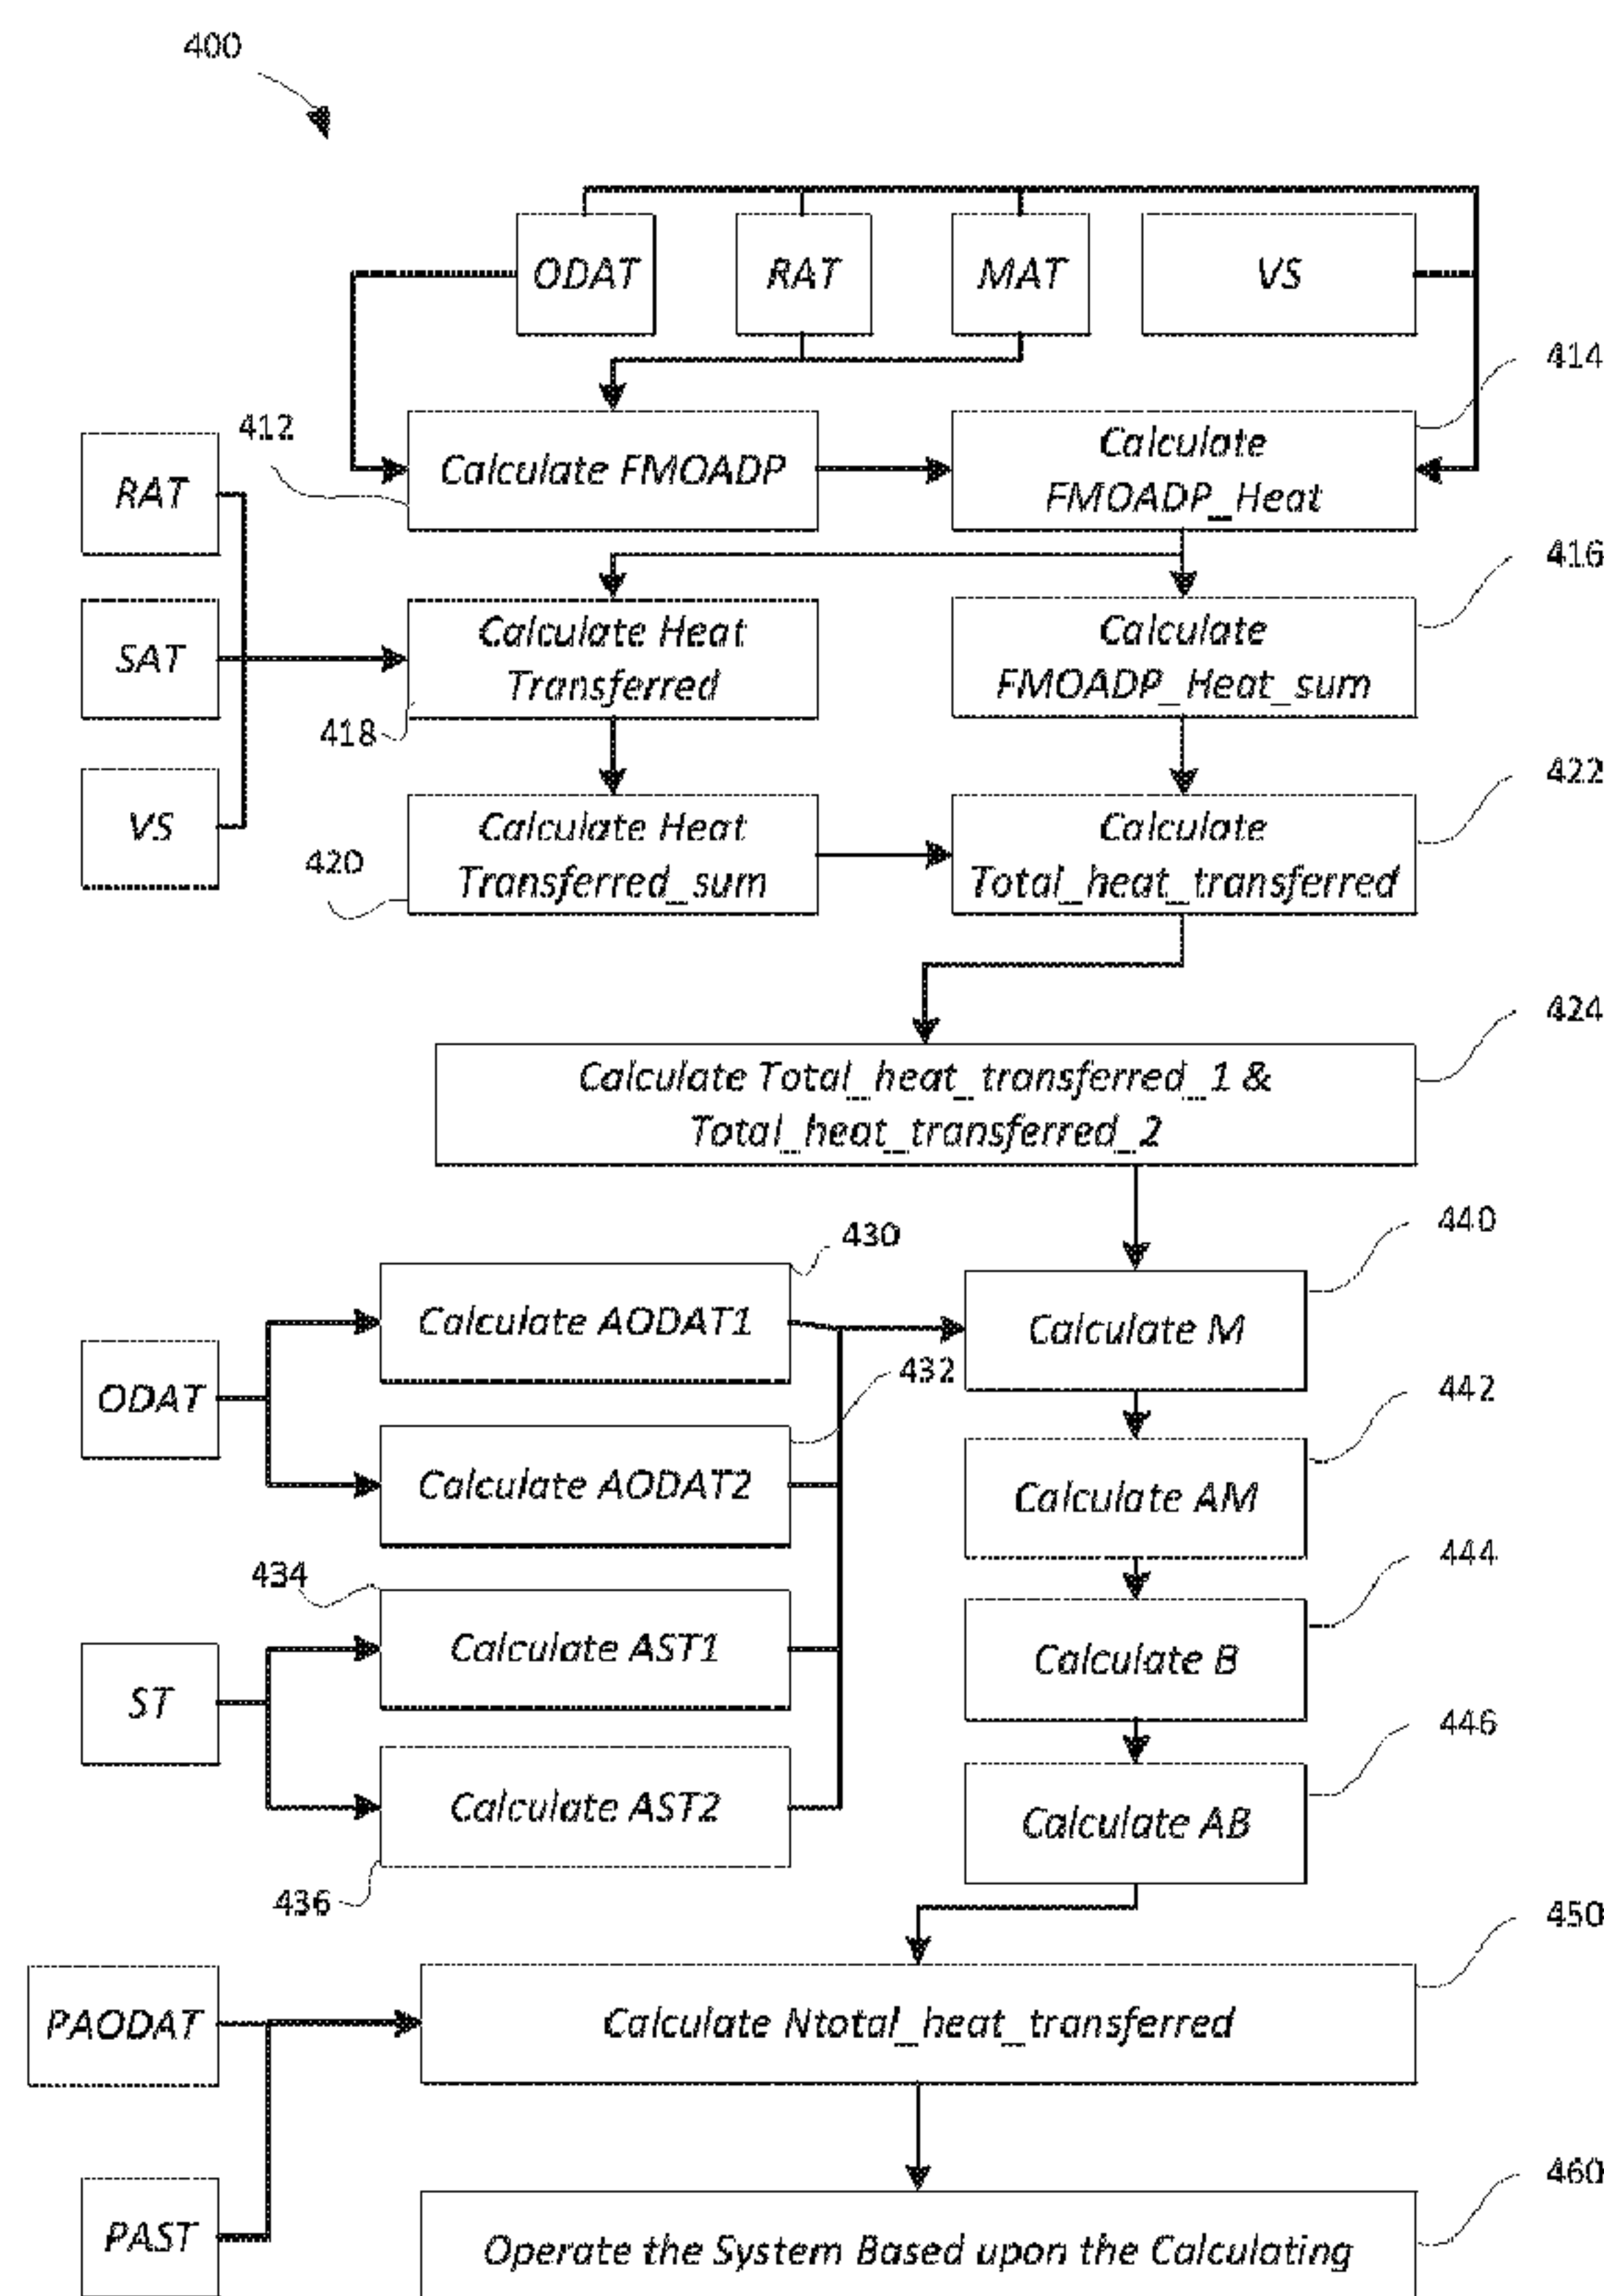 400
ODAT
RAT
MAT
VS
414
412
Calculate FMOADP
Calculate
FMOADP_Heat
RAT
416
SAT
Calculate Heat
Transferred
Calculate
FMOADP_Heat_sum
418
422
VS
420
Calculate Heat
Transferred_sum
Calculate
Total_heat_transferred
424
Calculate Total_heat_transferred_1 &
Total_heat_transferred_2
430
440
Calculate AODAT1
Calculate M
432
ODAT
442
Calculate AODAT2
Calculate AM
434
444
Calculate AST1
Calculate B
ST
446
Calculate AST2
Calculate AB
436
450
PAODAT
Calculate Ntotal_heat_transferred
460
PAST
Operate the System Based upon the Calculating